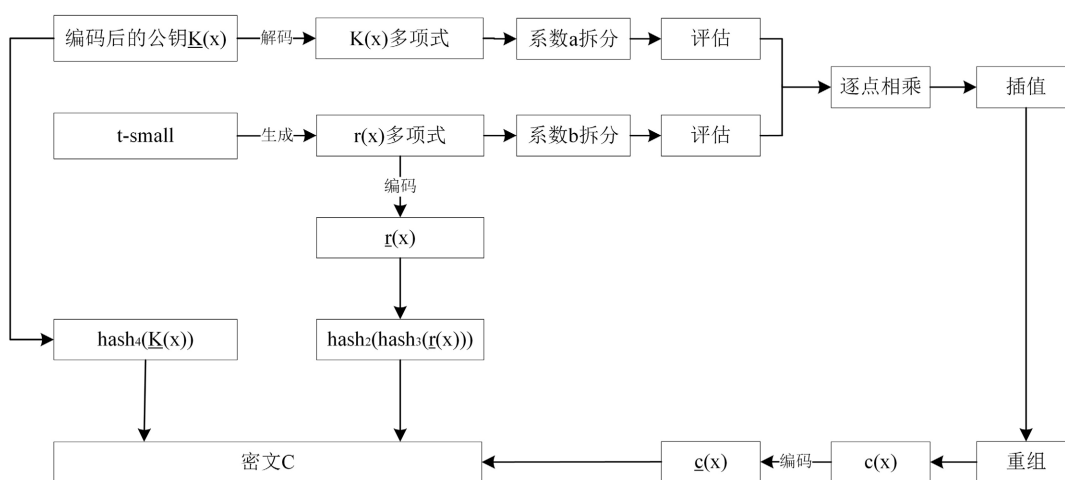 编码后的公钥K(x)
解码
K(x)多项式
系数a拆分
评估
逐点相乘
插值
t-small
生成
r(x)多项式
系数b拆分
评估
编码
r(x)
hash₄(K(x))
hash₂(hash₃(r(x)))
密文C
c(x)
编码
c(x)
重组